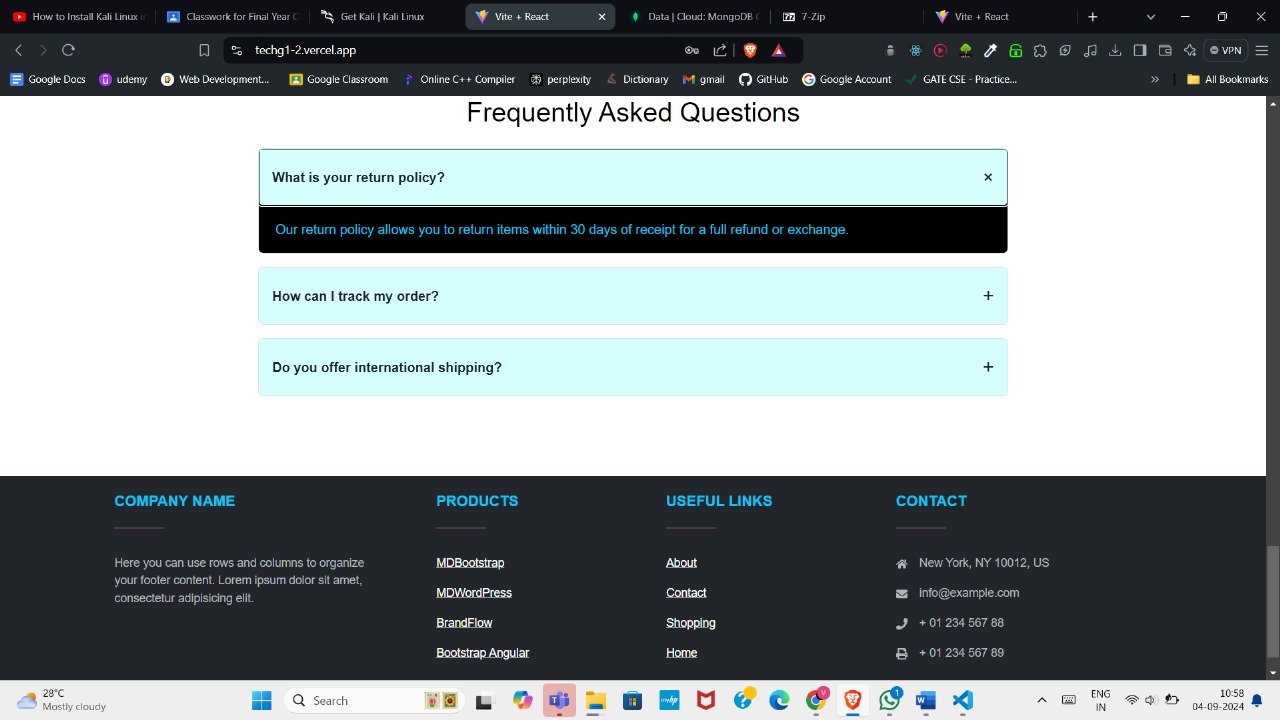 How to Install Kali Linux in
Classwork for Final Year C
Get Kali | Kali Linux
Vite + React
Data | Cloud: MongoDB C
7-Zip
Vite + React
techg1-2.vercel.app
VPN
Google Docs
udemy
Web Development...
Google Classroom
Online C++ Compiler
perplexity
Dictionary
gmail
GitHub
Google Account
GATE CSE - Practice...
»
All Bookmarks
Frequently Asked Questions
What is your return policy?
Our return policy allows you to return items within 30 days of receipt for a full refund or exchange.
How can I track my order?
Do you offer international shipping?
COMPANY NAME
Here you can use rows and columns to organize
your footer content. Lorem ipsum dolor sit amet,
consectetur adipisicing elit.
PRODUCTS
MDBootstrap
MDWordPress
BrandFlow
Bootstrap Angular
USEFUL LINKS
About
Contact
Shopping
Home
CONTACT
New York, NY 10012, US
info@example.com
+ 01 234 567 88
+ 01 234 567 89
28°C
Mostly cloudy
Search
ENG
IN
10:58
04-09-2024